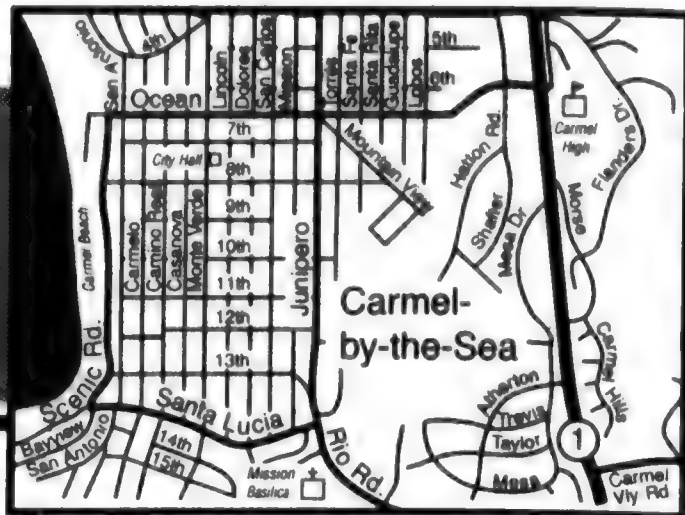 San Antonio
4th
Ocean
Lincoln
Dolores
San Carlos
Mission
Torres
Santa Fe
Santa Rita
Guadalupe
Lobos
5th
6th
7th
City Hall
8th
9th
10th
11th
12th
13th
Carmel Beach
Carmelo
Camino Real
Casanova
Monte Verde
Junipero
Mountain View
Hatton Rd.
Shafter
Mesa Dr
Carmel
High
Flanders Dr.
Morse
Carmel-
by-the-Sea
Carmel Hills
Atherton
Travis
Taylor
Mesa
1
Carmel
Vly Rd
Scenic Rd.
Bayview
San Antonio
Santa Lucia
14th
15th
Mission
Basilica
Rio Rd.